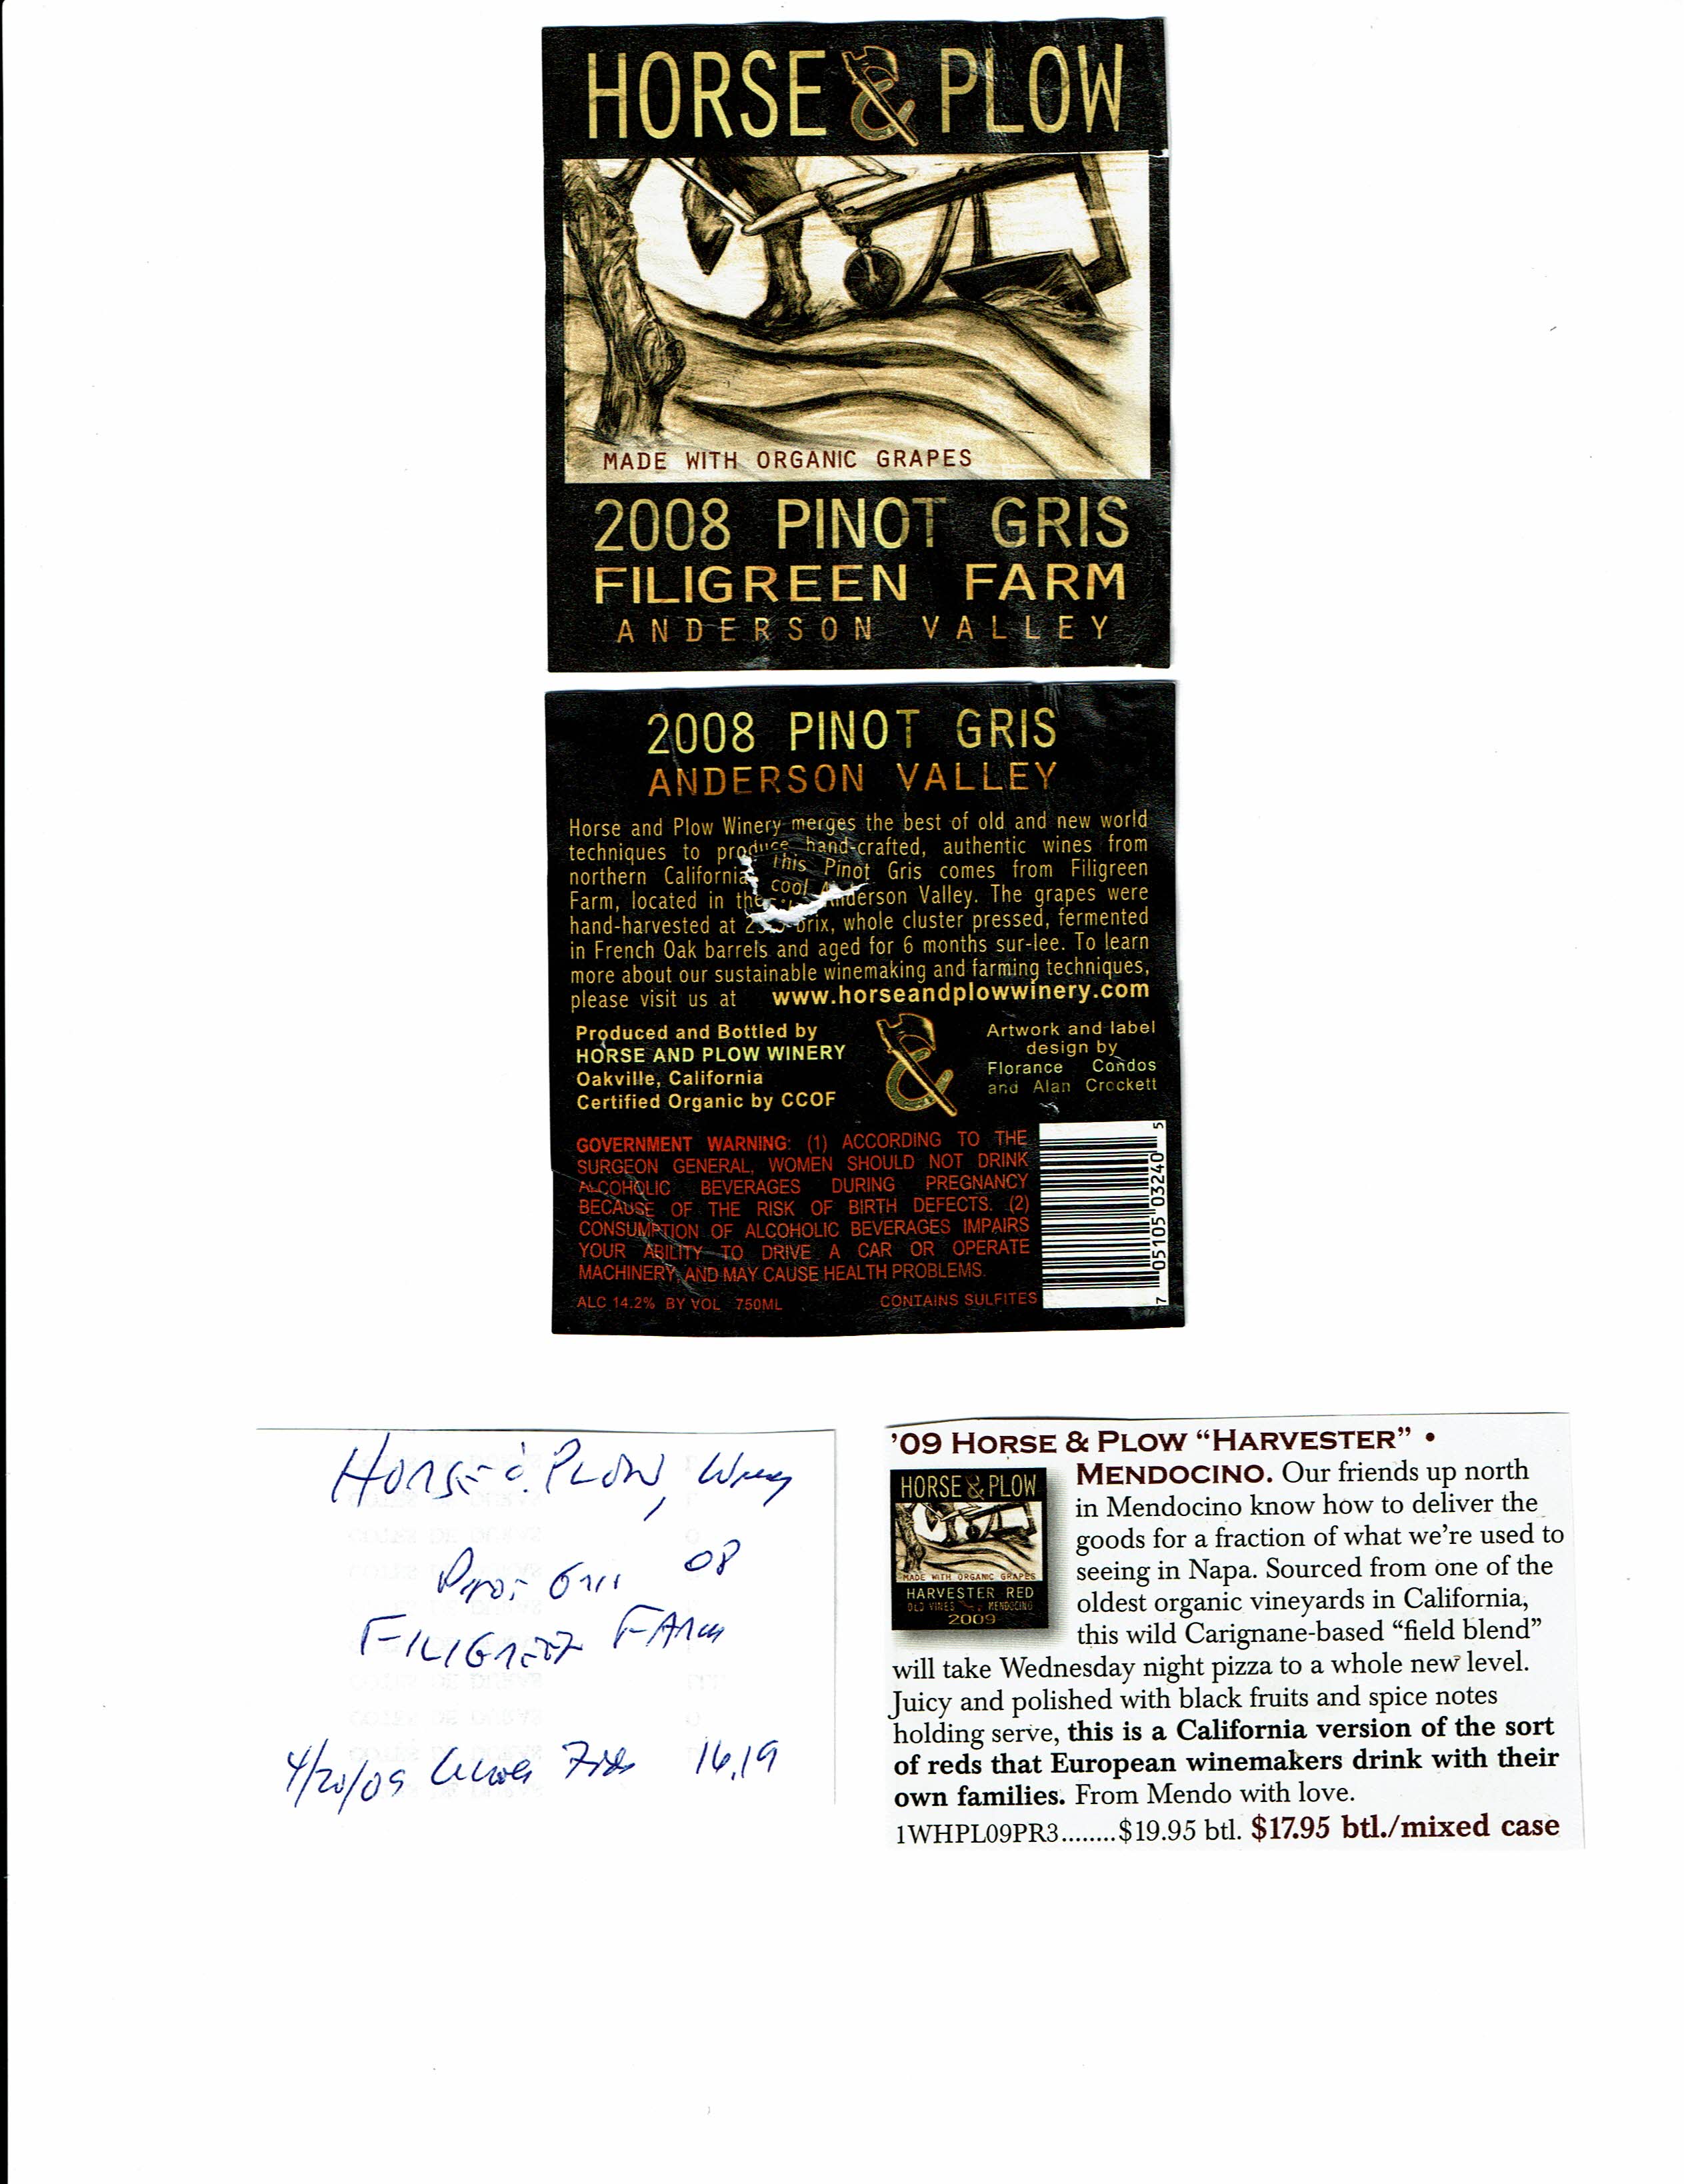 HORSE & PLOW
MADE WITH ORGANIC GRAPES
2008 PINOT GRIS
FILIGREEN FARM
ANDERSON VALLEY
2008 PINOT GRIS
ANDERSON VALLEY
Horse and Plow Winery merges the best of old and new world
techniques to produce hand-crafted, authentic wines from
northern California. This Pinot Gris comes from Filigreen
Farm, located in the cool Anderson Valley. The grapes were
hand-harvested at brix, whole cluster pressed, fermented
in French Oak barrels and aged for 6 months sur-lee. To learn
more about our sustainable winemaking and farming techniques,
please visit us at www.horseandplowwinery.com
Produced and Bottled by
HORSE AND PLOW WINERY
Oakville, California
Certified Organic by CCOF
&
Artwork and label
design by
Florance Condos
and Alan Crockett
GOVERNMENT WARNING: (1) ACCORDING TO THE
SURGEON GENERAL, WOMEN SHOULD NOT DRINK
ALCOHOLIC BEVERAGES DURING PREGNANCY
BECAUSE OF THE RISK OF BIRTH DEFECTS. (2)
CONSUMPTION OF ALCOHOLIC BEVERAGES IMPAIRS
YOUR ABILITY TO DRIVE A CAR OR OPERATE
MACHINERY, AND MAY CAUSE HEALTH PROBLEMS.
ALC 14.2% BY VOL 750ML CONTAINS SULFITES
7 05105 03240 5
HORSE & PLOW, Winery
Pinot Gris 08
FILIGREEN FARM
4/20/09 16.19
'09 HORSE & PLOW "HARVESTER" •
MENDOCINO. Our friends up north
in Mendocino know how to deliver the
goods for a fraction of what we're used to
seeing in Napa. Sourced from one of the
oldest organic vineyards in California,
this wild Carignane-based "field blend"
will take Wednesday night pizza to a whole new level.
Juicy and polished with black fruits and spice notes
holding serve, this is a California version of the sort
of reds that European winemakers drink with their
own families. From Mendo with love.
1WHPL09PR3........$19.95 btl. $17.95 btl./mixed case
HORSE & PLOW
MADE WITH ORGANIC GRAPES
HARVESTER RED
OLD VINES MENDOCINO
2009